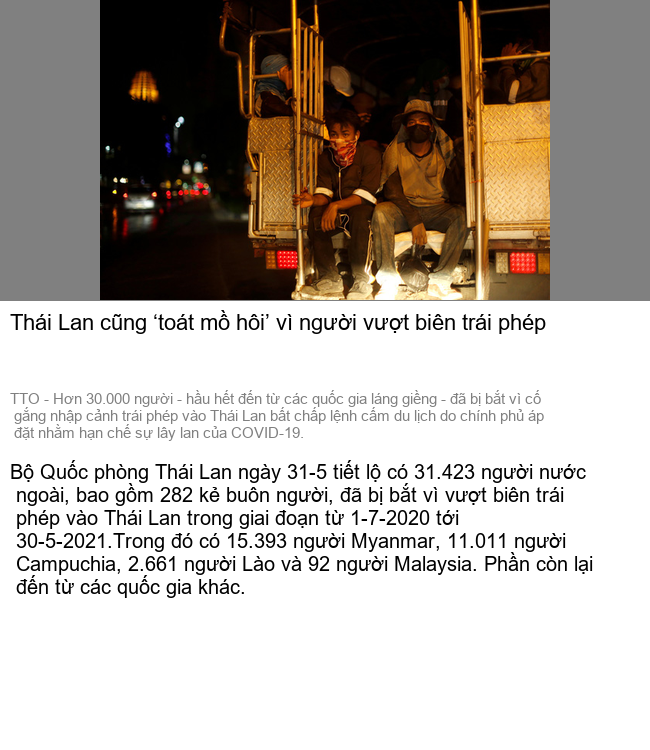 Thái Lan cũng ‘toát mồ hôi’ vì người vượt biên trái phép
TTO - Hơn 30.000 người - hầu hết đến từ các quốc gia láng giềng - đã bị bắt vì cố
gắng nhập cảnh trái phép vào Thái Lan bất chấp lệnh cấm du lịch do chính phủ áp
đặt nhằm hạn chế sự lây lan của COVID-19.
Bộ Quốc phòng Thái Lan ngày 31-5 tiết lộ có 31.423 người nước
ngoài, bao gồm 282 kẻ buôn người, đã bị bắt vì vượt biên trái
phép vào Thái Lan trong giai đoạn từ 1-7-2020 tới
30-5-2021.Trong đó có 15.393 người Myanmar, 11.011 người
Campuchia, 2.661 người Lào và 92 người Malaysia. Phần còn lại
đến từ các quốc gia khác.